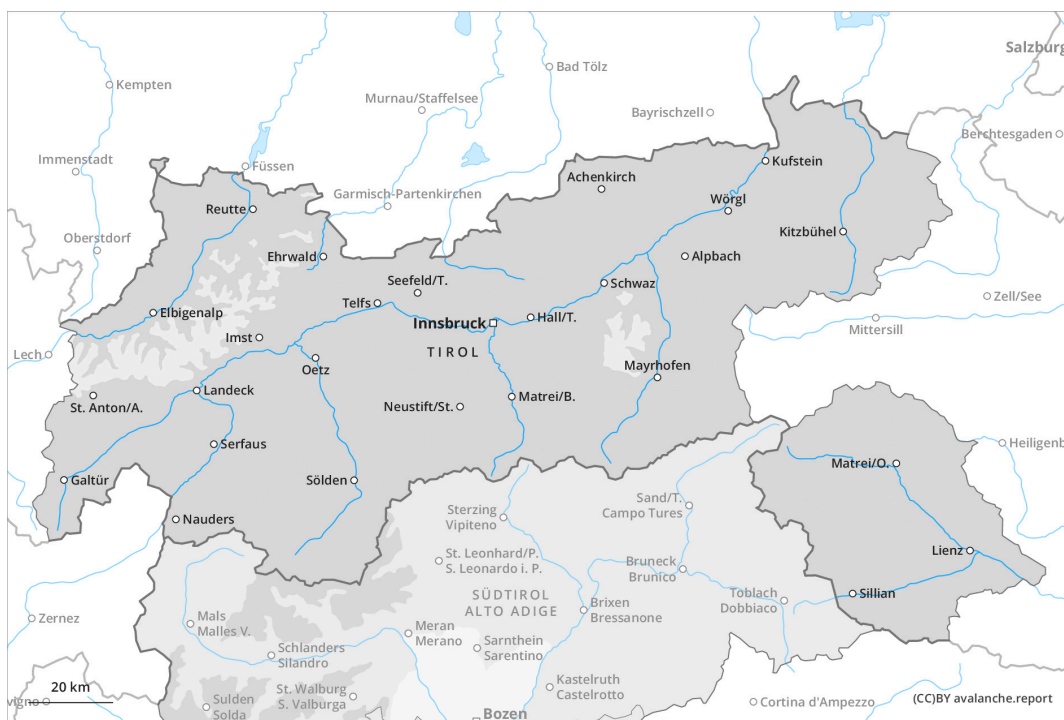 Salzburg
Bad Tölz
Kempten
Murnau/Staffelsee
Bayrischzell
Berchtesgaden
Immenstadt
Füssen
Kufstein
Achenkirch
Garmisch-Partenkirchen
Reutte
Wörgl
Kitzbühel
Oberstdorf
Ehrwald
Alpbach
Seefeld/T.
Schwaz
Zell/See
Telfs
Elbigenalp
Innsbruck
Hall/T.
Mittersill
Imst
TIROL
Lech
Oetz
Mayrhofen
Landeck
St. Anton/A.
Neustift/St.
Matrei/B.
Serfaus
Heiligenb
Matrei/O.
Galtür
Sölden
Sand/T.
Campo Tures
Nauders
Sterzing
Vipiteno
Lienz
St. Leonhard/P.
S. Leonardo i. P.
Bruneck
Brunico
SÜDTIROL
ALTO ADIGE
Toblach
Dobbiaco
Sillian
Brixen
Bressanone
Zernez
Mals
Malles V.
Meran
Merano
Sarnthein
Sarentino
Schlanders
Silandro
Kastelruth
Castelrotto
20 km
St. Walburg
S. Valburga
vigno
Sulden
Solda
Cortina d'Ampezzo
(CC)BY avalanche.report
Bozen